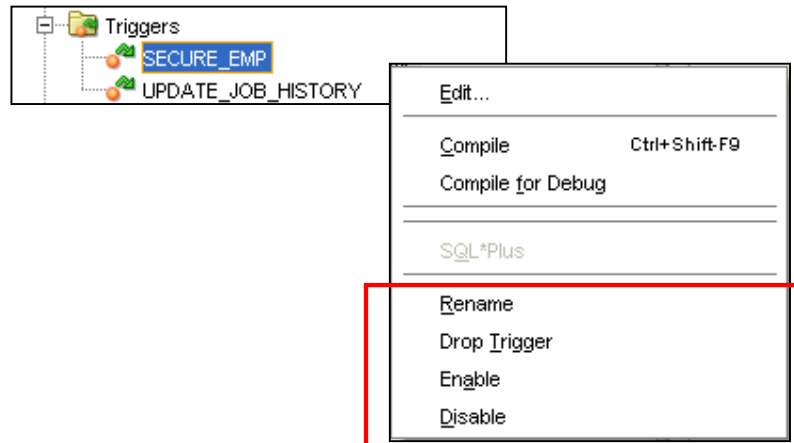 Triggers
SECURE_EMP
UPDATE_JOB_HISTORY
Edit...
Compile Ctrl+Shift-F9
Compile for Debug
SQL*Plus
Rename
Drop Trigger
Enable
Disable